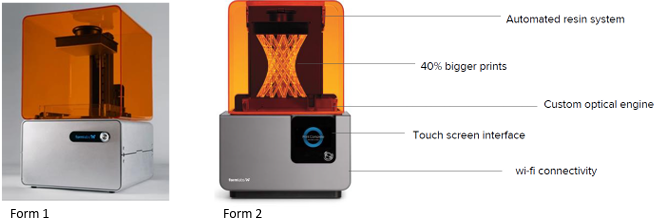 Automated resin system
40% bigger prints
Custom optical engine
Touch screen interface
wi-fi connectivity
formlabs
Form 1
Form 2